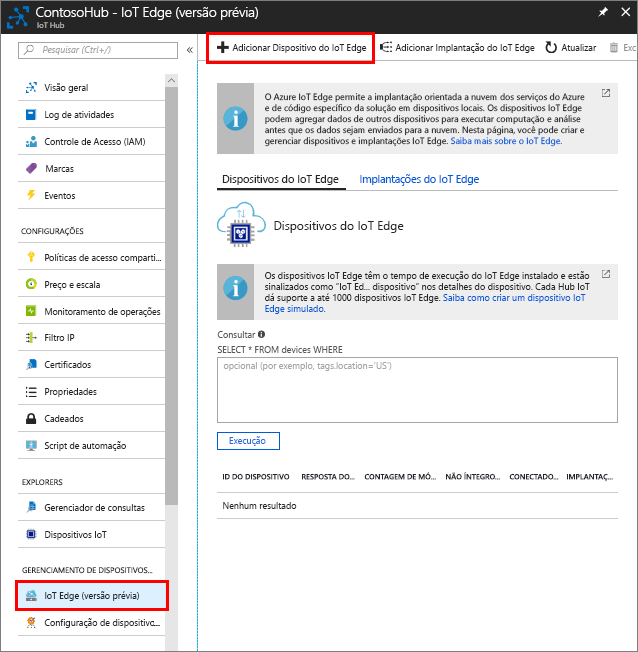 ContosoHub - IoT Edge (versão prévia)
IoT Hub
Pesquisar (Ctrl+/)
Visão geral
Log de atividades
Controle de Acesso (IAM)
Marcas
Eventos
CONFIGURAÇÕES
Políticas de acesso comparti...
Preço e escala
Monitoramento de operações
Filtro IP
Certificados
Propriedades
Cadeados
Script de automação
EXPLORERS
Gerenciador de consultas
Dispositivos IoT
GERENCIAMENTO DE DISPOSITIVOS...
IoT Edge (versão prévia)
Configuração de dispositivo...
Adicionar Dispositivo do IoT Edge
Adicionar Implantação do IoT Edge
Atualizar
Exc
O Azure IoT Edge permite a implantação orientada a nuvem dos serviços do Azure
e de código específico da solução em dispositivos locais. Os dispositivos IoT Edge
podem agregar dados de outros dispositivos para executar computação e análise
antes que os dados sejam enviados para a nuvem. Nesta página, você pode criar e
gerenciar dispositivos e implantações IoT Edge. Saiba mais sobre o IoT Edge.
Dispositivos do IoT Edge
Implantações do IoT Edge
Dispositivos do IoT Edge
Os dispositivos IoT Edge têm o tempo de execução do IoT Edge instalado e estão
sinalizados como "IoT Ed... dispositivo" nos detalhes do dispositivo. Cada Hub IoT
dá suporte a até 1000 dispositivos IoT Edge. Saiba como criar um dispositivo IoT
Edge simulado.
Consultar
SELECT * FROM devices WHERE
opcional (por exemplo, tags.location='US')
Execução
ID DO DISPOSITIVO RESPOSTA DO... CONTAGEM DE MÓ... NÃO ÍNTEGRO... CONECTADO... IMPLANTAÇ...
Nenhum resultado